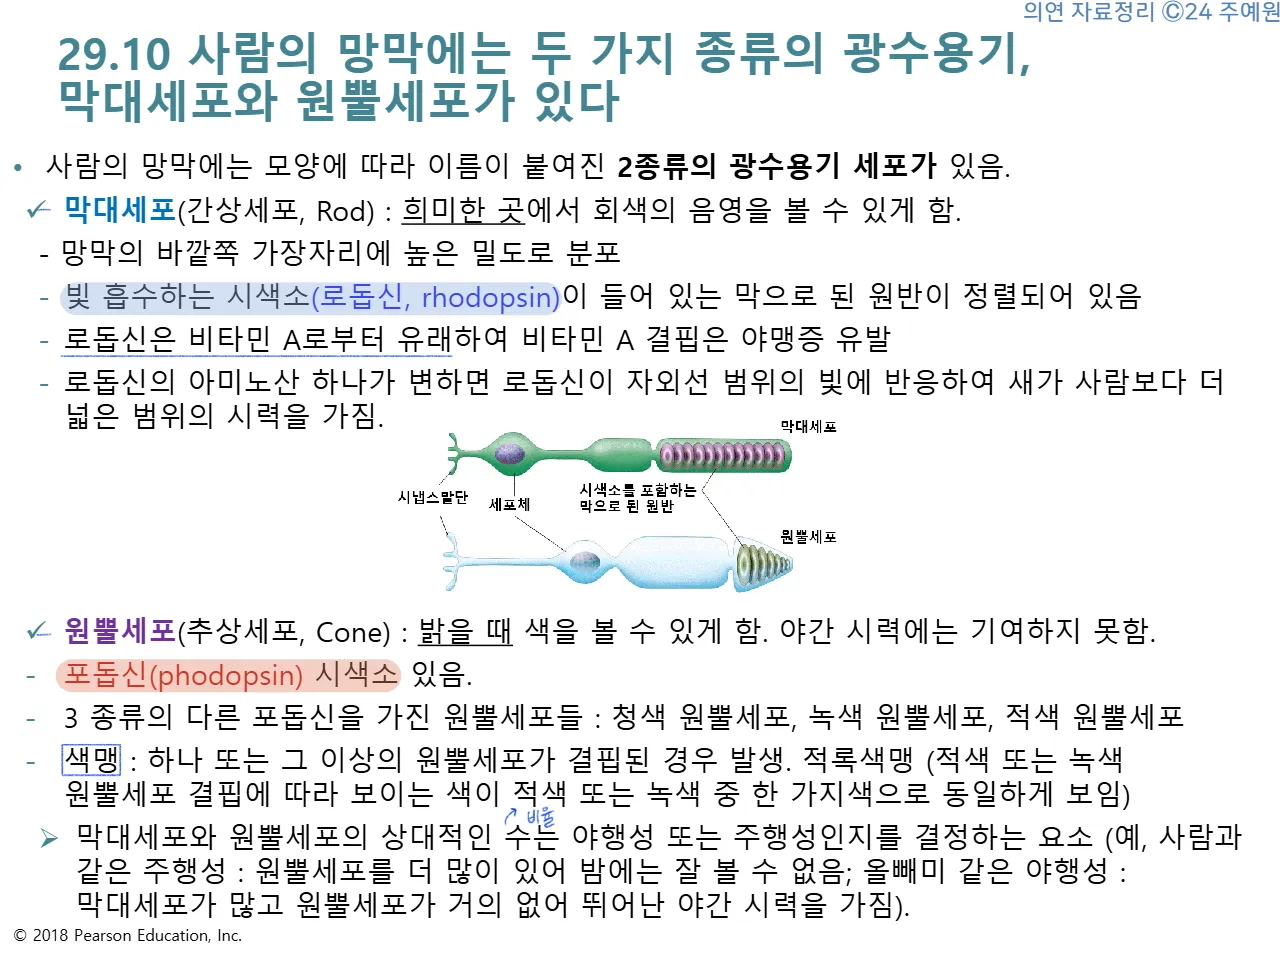 의연 자료정리 Ⓒ24 주예원
29.10 사람의 망막에는 두 가지 종류의 광수용기,
막대세포와 원뿔세포가 있다
• 사람의 망막에는 모양에 따라 이름이 붙여진 2종류의 광수용기 세포가 있음.
✓ 막대세포(간상세포, Rod) : 희미한 곳에서 회색의 음영을 볼 수 있게 함.
- 망막의 바깥쪽 가장자리에 높은 밀도로 분포
- 빛 흡수하는 시색소(로돕신, rhodopsin)이 들어 있는 막으로 된 원반이 정렬되어 있음
- 로돕신은 비타민 A로부터 유래하여 비타민 A 결핍은 야맹증 유발
- 로돕신의 아미노산 하나가 변하면 로돕신이 자외선 범위의 빛에 반응하여 새가 사람보다 더
넓은 범위의 시력을 가짐.
막대세포
시냅스말단
세포체
시색소를 포함하는
막으로 된 원반
원뿔세포
✓ 원뿔세포(추상세포, Cone) : 밝을 때 색을 볼 수 있게 함. 야간 시력에는 기여하지 못함.
- 포돕신(phodopsin) 시색소 있음.
- 3 종류의 다른 포돕신을 가진 원뿔세포들 : 청색 원뿔세포, 녹색 원뿔세포, 적색 원뿔세포
- 색맹 : 하나 또는 그 이상의 원뿔세포가 결핍된 경우 발생. 적록색맹 (적색 또는 녹색
원뿔세포 결핍에 따라 보이는 색이 적색 또는 녹색 중 한 가지색으로 동일하게 보임)
↗ 비율
➢ 막대세포와 원뿔세포의 상대적인 수는 야행성 또는 주행성인지를 결정하는 요소 (예, 사람과
같은 주행성 : 원뿔세포를 더 많이 있어 밤에는 잘 볼 수 없음; 올빼미 같은 야행성 :
막대세포가 많고 원뿔세포가 거의 없어 뛰어난 야간 시력을 가짐).
© 2018 Pearson Education, Inc.